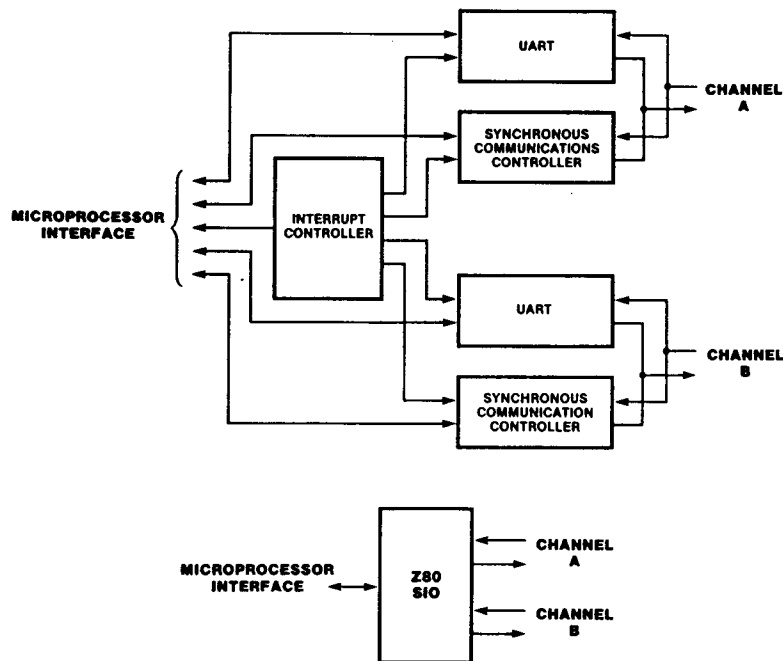 UART
CHANNEL
A
SYNCHRONOUS
COMMUNICATIONS
CONTROLLER
MICROPROCESSOR
INTERFACE
INTERRUPT
CONTROLLER
UART
CHANNEL
B
SYNCHRONOUS
COMMUNICATION
CONTROLLER
MICROPROCESSOR
INTERFACE
Z80
SIO
CHANNEL
A
CHANNEL
B